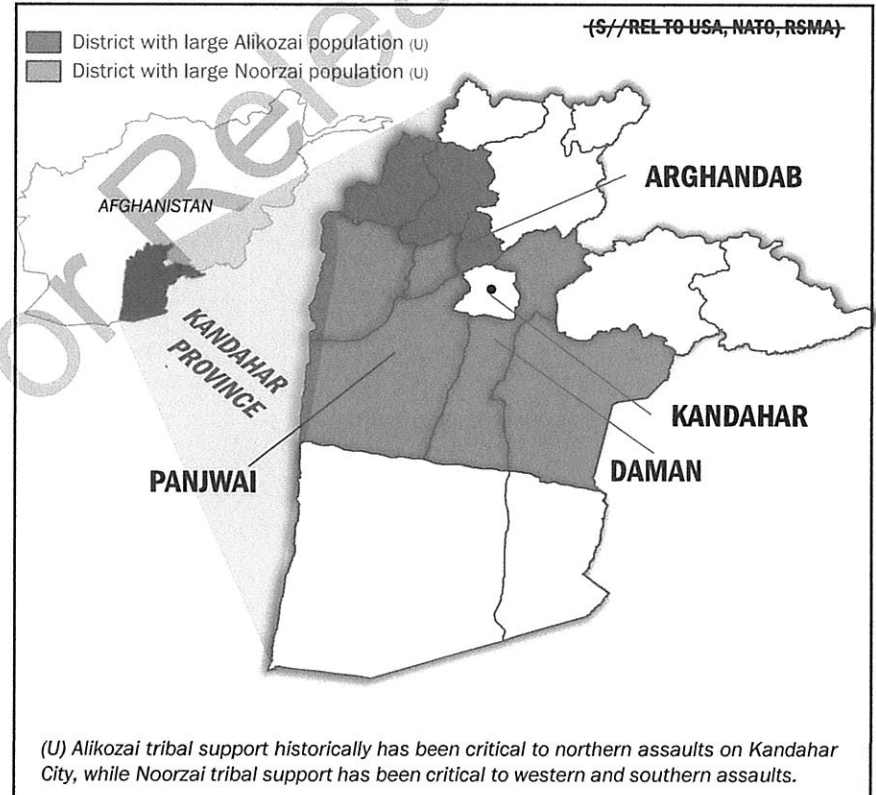 (S//REL TO USA, NATO, RSMA)
District with large Alikozai population (U)
District with large Noorzai population (U)
or Relea
AFGHANISTAN
ARGHANDAB
KANDAHAR
PROVINCE
KANDAHAR
PANJWAI
DAMAN
(U) Alikozai tribal support historically has been critical to northern assaults on Kandahar
City, while Noorzai tribal support has been critical to western and southern assaults.